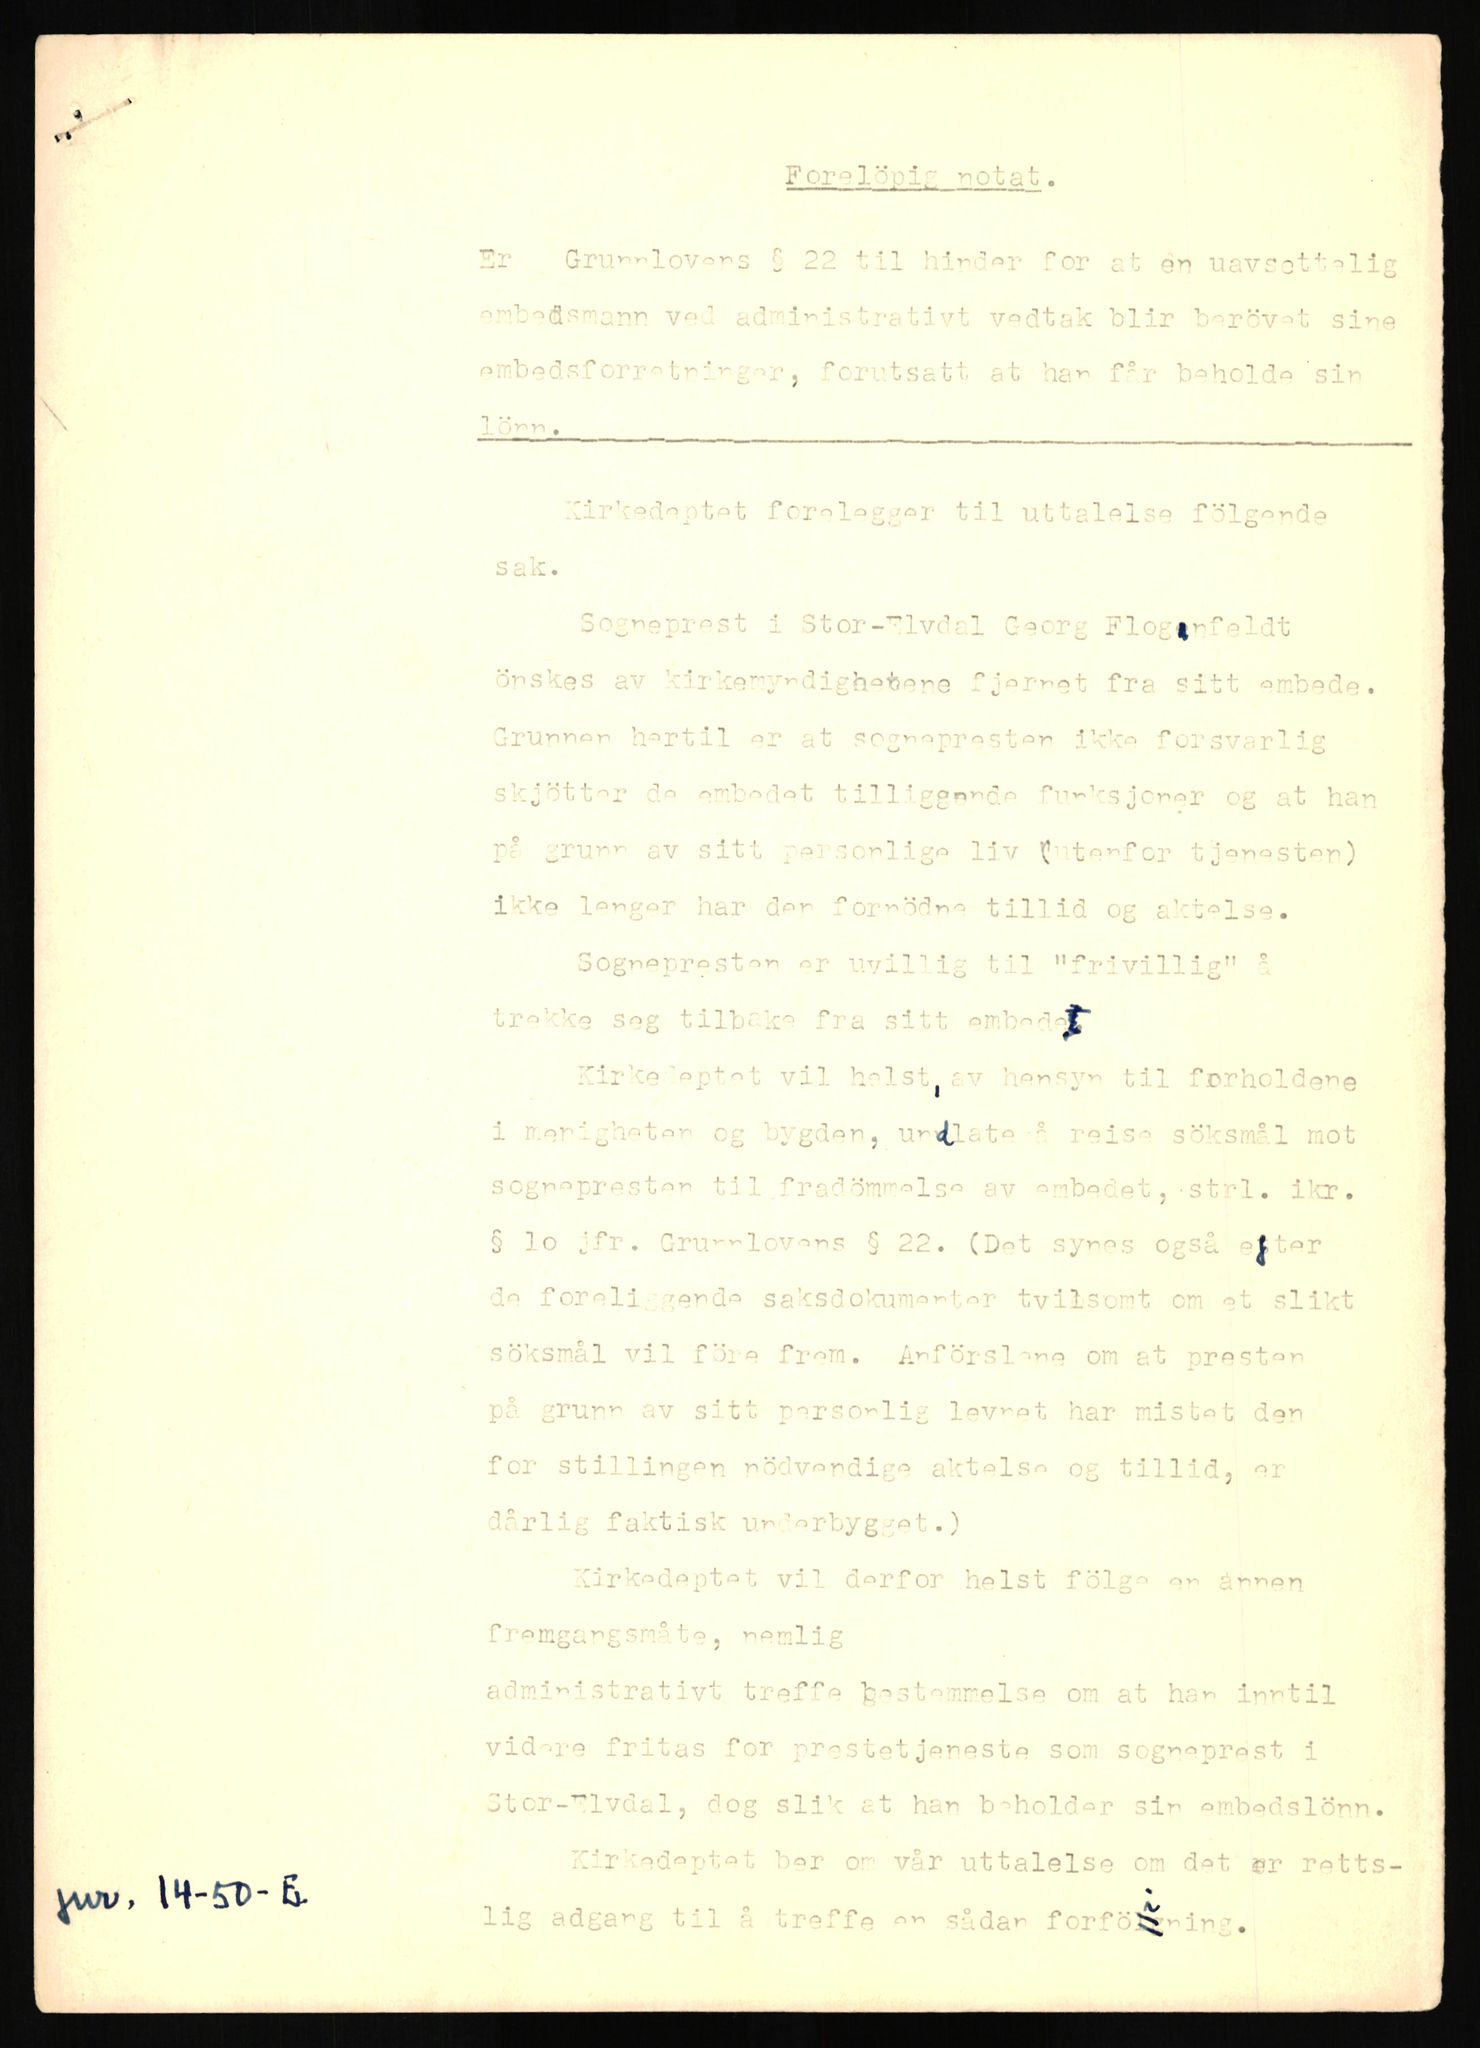 Forelöpig notat.
Er Grunnlovens § 22 til hinder for at en uavsettelig
embedsmann ved administrativt vedtak blir berövet sine
embedsforretninger, forutsatt at han får beholde sin
lönn.
Kirkedeptet forelegger til uttalelse fölgende
sak.
Sogneprest i Stor-Elvdal Georg Flogenfeldt
önskes av kirkemyndighetene fjernet fra sitt embede.
Grunnen hertil er at sognepresten ikke forsvarlig
skjötter de embedet tilliggende funksjoner og at han
på grunn av sitt personlige liv (utenfor tjenesten)
ikke lenger har den fornödne tillid og aktelse.
Sognepresten er uvillig til "frivillig" å
trekke seg tilbake fra sitt embede.
Kirkedeptet vil helst, av hensyn til forholdene
i menigheten og bygden, undlate å reise söksmål mot
sognepresten til fradömmelse av embedet, strl. ikr.
§ lo jfr. Grunnlovens § 22. (Det synes også efter
de foreliggende saksdokumenter tvilsomt om et slikt
söksmål vil före frem. Anförslene om at presten
på grunn av sitt personlig levnet har mistet den
for stillingen nödvendige aktelse og tillid, er
dårlig faktisk underbygget.)
Kirkedeptet vil derfor helst fölge en annen
fremgangsmåte, nemlig
administrativt treffe bestemmelse om at han inntil
videre fritas for prestetjeneste som sogneprest i
Stor-Elvdal, dog slik at han beholder sin embedslönn.
Kirkedeptet ber om vår uttalelse om det er retts-
lig adgang til å treffe en sådan forföining.
jnr. 14-50-E